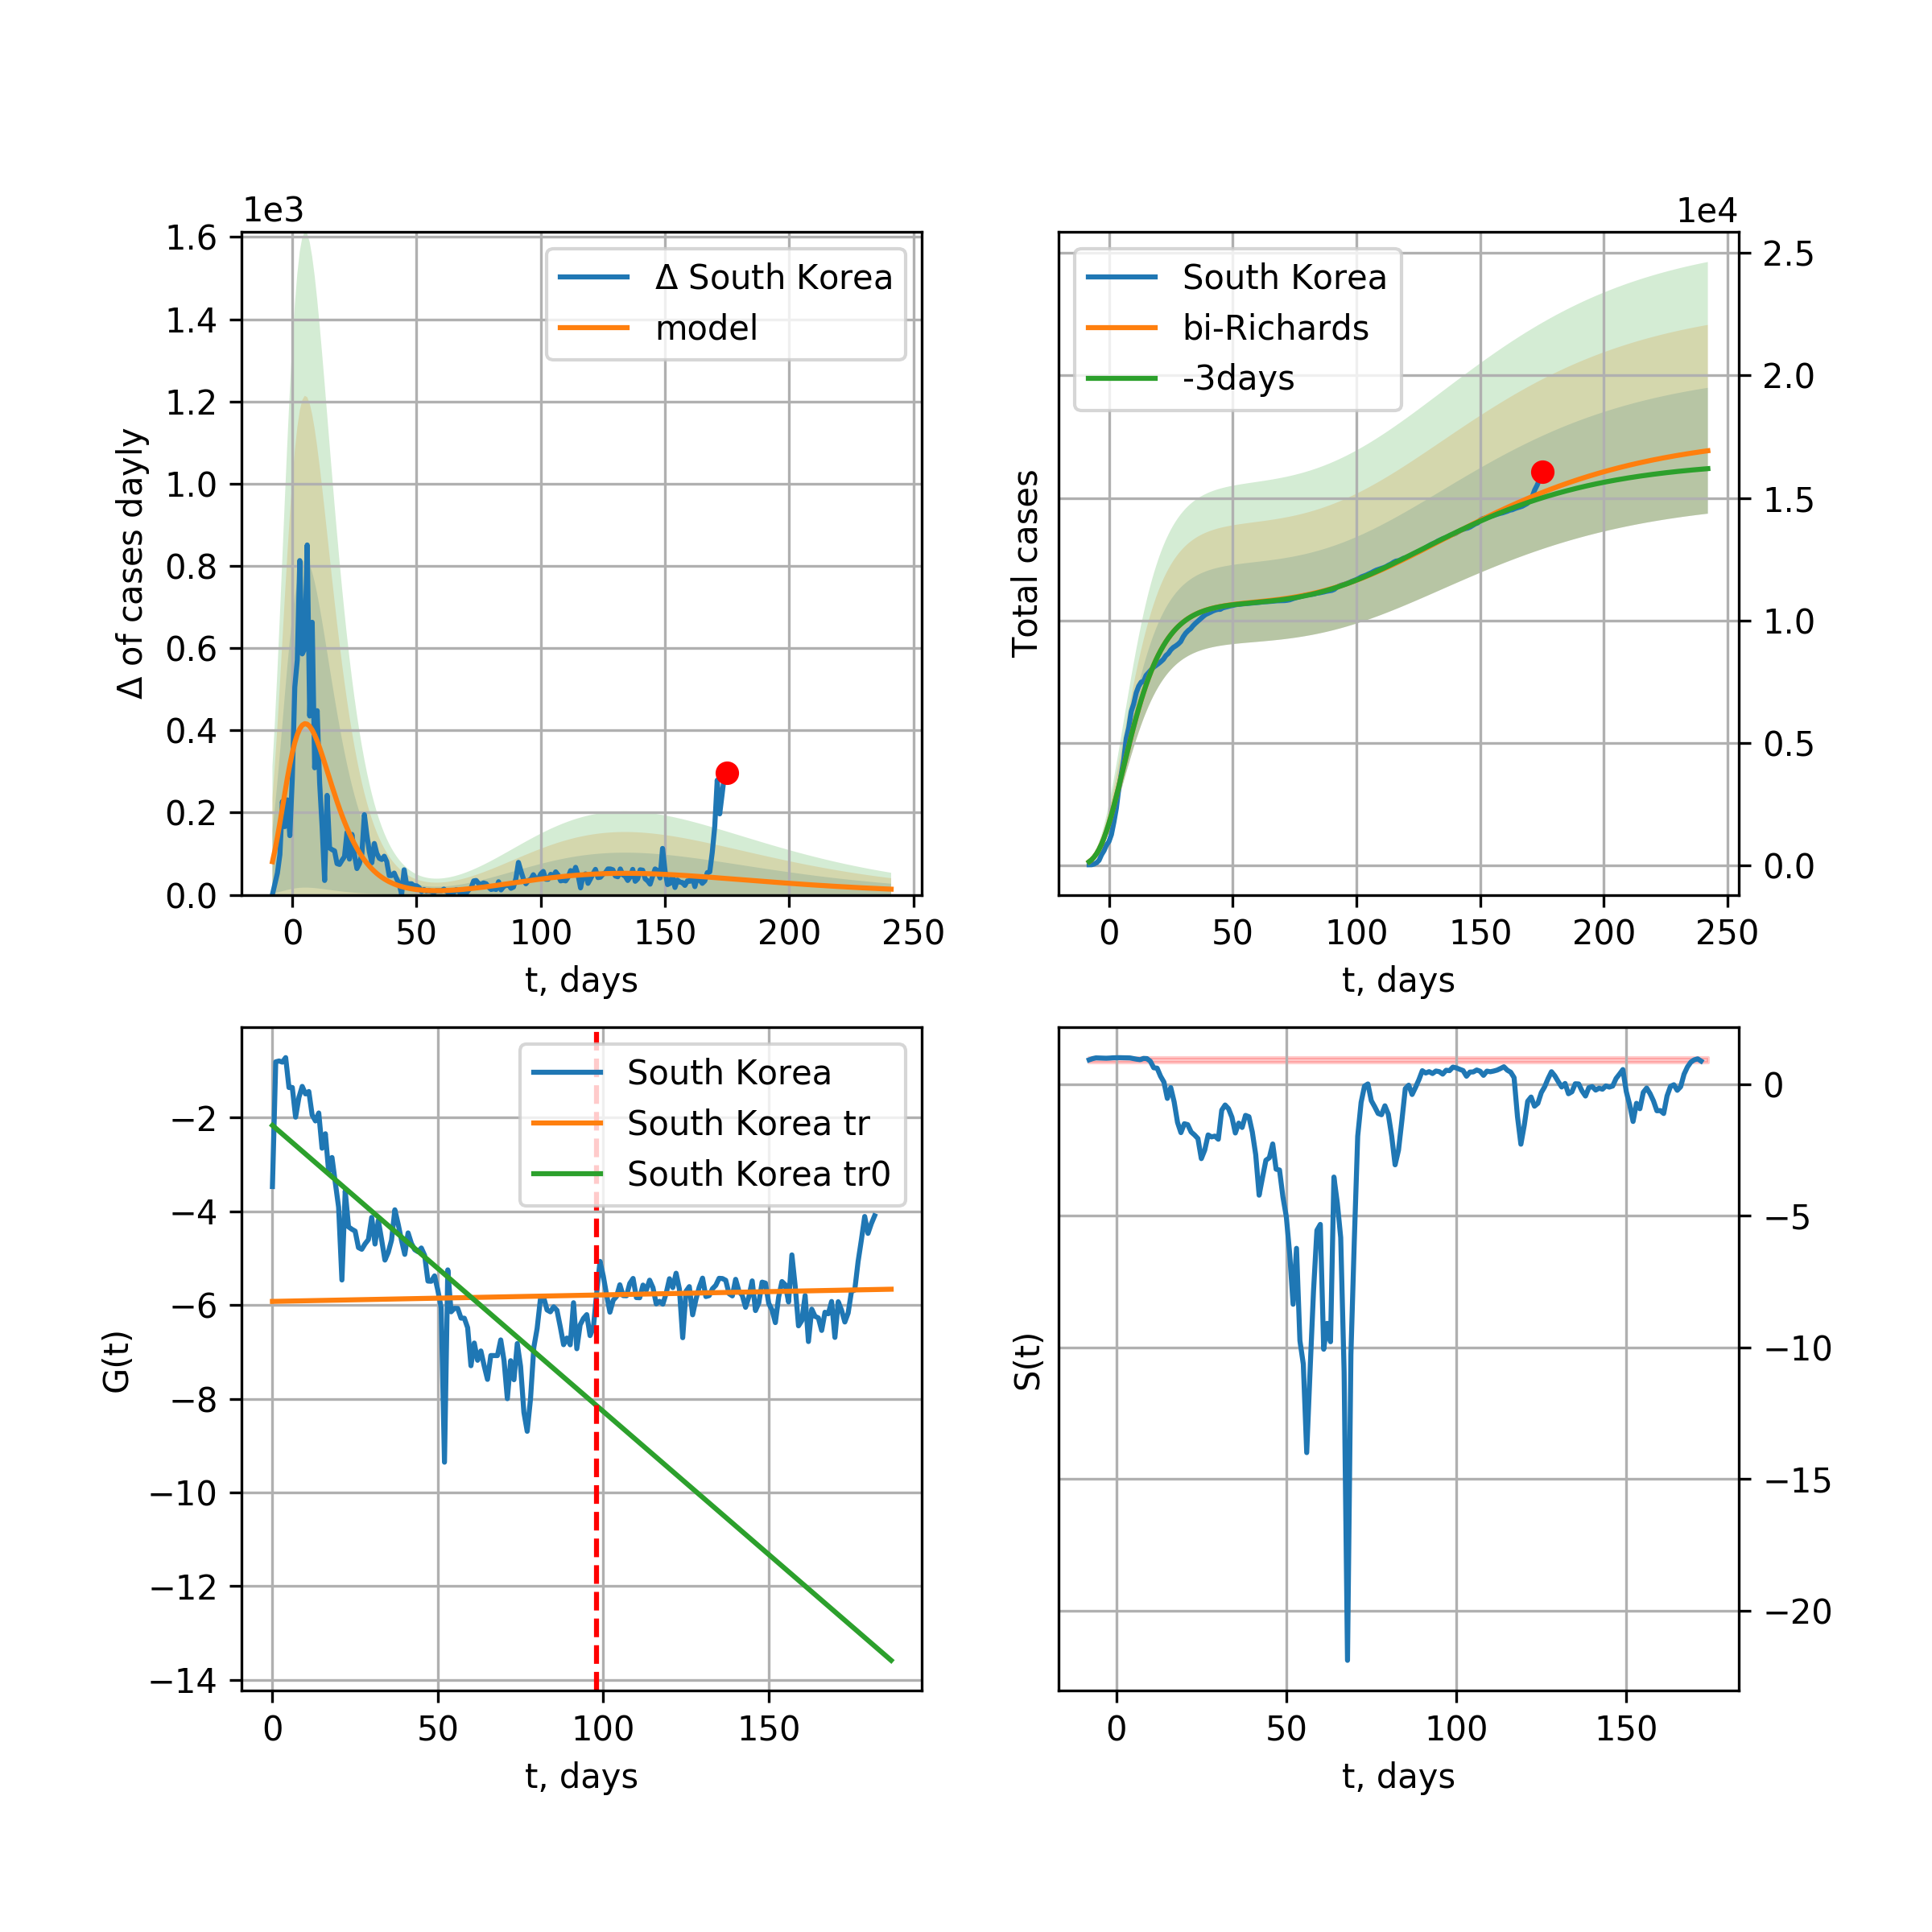 1e3
1.6
1.4
1.2
1.0
0.8
0.6
0.4
0.2
0.0
Δ of cases dayly
Δ South Korea
model
0 50 100 150 200 250
t, days
1e4
2.5
2.0
1.5
1.0
0.5
0.0
Total cases
South Korea
bi-Richards
-3days
0 50 100 150 200 250
t, days
−2
−4
−6
−8
−10
−12
−14
G(t)
South Korea
South Korea tr
South Korea tr0
0 50 100 150
t, days
0
−5
−10
−15
−20
S(t)
0 50 100 150
t, days